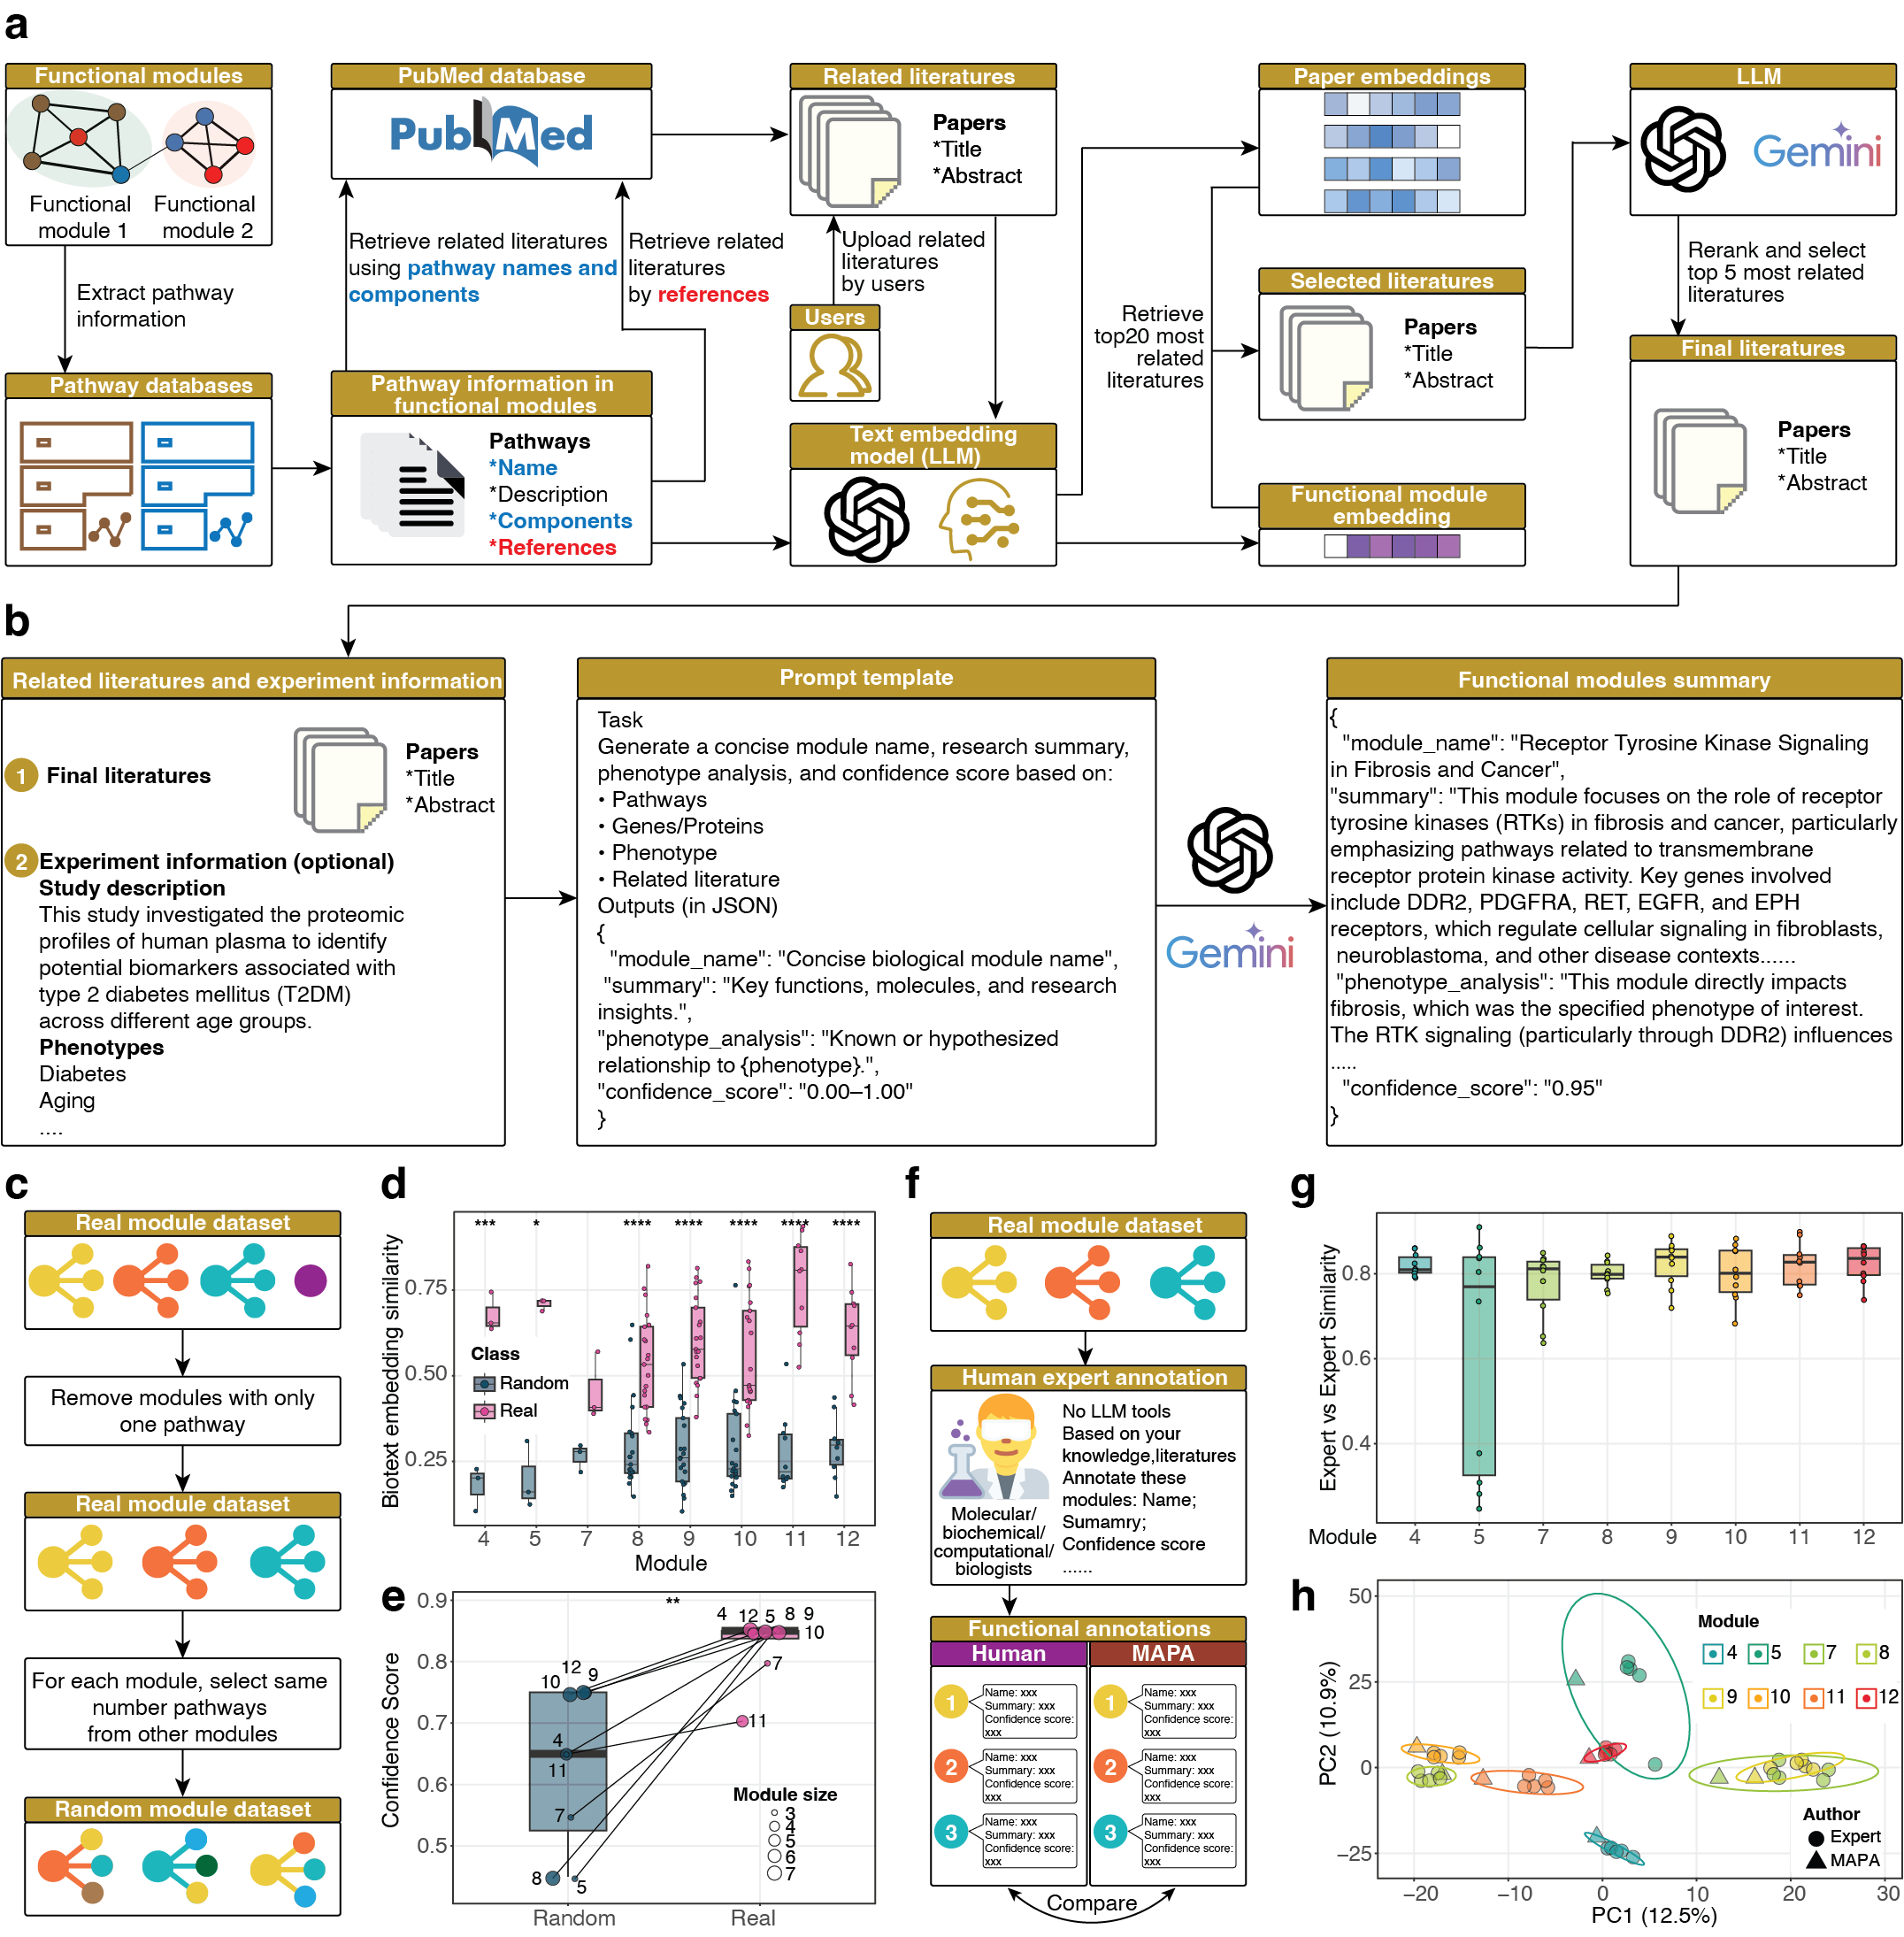 a
Functional modules
Functional
module 1
Functional
module 2
Extract pathway
information
Pathway databases
PubMed database
PubMed
Retrieve related literatures
using pathway names and
components
Retrieve related
literatures
by references
Pathway information in
functional modules
Pathways
*Name
*Description
*Components
*References
Related literatures
Papers
*Title
*Abstract
Upload related
literatures
by users
Users
Text embedding
model (LLM)
Paper embeddings
Retrieve
top20 most
related
literatures
Selected literatures
Papers
*Title
*Abstract
Functional module
embedding
LLM
Gemini
Rerank and select
top 5 most related
literatures
Final literatures
Papers
*Title
*Abstract
b
Related literatures and experiment information
1 Final literatures
Papers
*Title
*Abstract
2 Experiment information (optional)
Study description
This study investigated the proteomic
profiles of human plasma to identify
potential biomarkers associated with
type 2 diabetes mellitus (T2DM)
across different age groups.
Phenotypes
Diabetes
Aging
....
Prompt template
Task
Generate a concise module name, research summary,
phenotype analysis, and confidence score based on:
• Pathways
• Genes/Proteins
• Phenotype
• Related literature
Outputs (in JSON)
{
"module_name": "Concise biological module name",
"summary": "Key functions, molecules, and research
insights.",
"phenotype_analysis": "Known or hypothesized
relationship to {phenotype}.",
"confidence_score": "0.00–1.00"
}
Gemini
Functional modules summary
{
"module_name": "Receptor Tyrosine Kinase Signaling
in Fibrosis and Cancer",
"summary": "This module focuses on the role of receptor
tyrosine kinases (RTKs) in fibrosis and cancer, particularly
emphasizing pathways related to transmembrane
receptor protein kinase activity. Key genes involved
include DDR2, PDGFRA, RET, EGFR, and EPH
receptors, which regulate cellular signaling in fibroblasts,
neuroblastoma, and other disease contexts......
"phenotype_analysis": "This module directly impacts
fibrosis, which was the specified phenotype of interest.
The RTK signaling (particularly through DDR2) influences
.....
"confidence_score": "0.95"
}
c
Real module dataset
Remove modules with only
one pathway
Real module dataset
For each module, select same
number pathways
from other modules
Random module dataset
d
*** * **** **** **** **** ****
Biotext embedding similarity
0.75
0.50
0.25
Class
Random
Real
4 5 7 8 9 10 11 12
Module
e
**
Confidence Score
0.9
0.8
0.7
0.6
0.5
4 12 5 8 9
10
7
11
12
10 9
4
11
7
8 5
Module size
3
4
5
6
7
Random Real
f
Real module dataset
Human expert annotation
No LLM tools
Based on your
knowledge,literatures
Annotate these
modules: Name;
Sumamry;
Confidence score
......
Molecular/
biochemical/
computational/
biologists
Functional annotations
Human MAPA
1
Name: xxx
Summary: xxx
Confidence score:
xxx
1
Name: xxx
Summary: xxx
Confidence score:
xxx
2
Name: xxx
Summary: xxx
Confidence score:
xxx
2
Name: xxx
Summary: xxx
Confidence score:
xxx
3
Name: xxx
Summary: xxx
Confidence score:
xxx
3
Name: xxx
Summary: xxx
Confidence score:
xxx
Compare
g
Expert vs Expert Similarity
0.8
0.6
0.4
Module 4 5 7 8 9 10 11 12
h
PC2 (10.9%)
50
25
0
−25
Module
4 5 7 8
9 10 11 12
Author
Expert
MAPA
−20 −10 0 10 20 30
PC1 (12.5%)